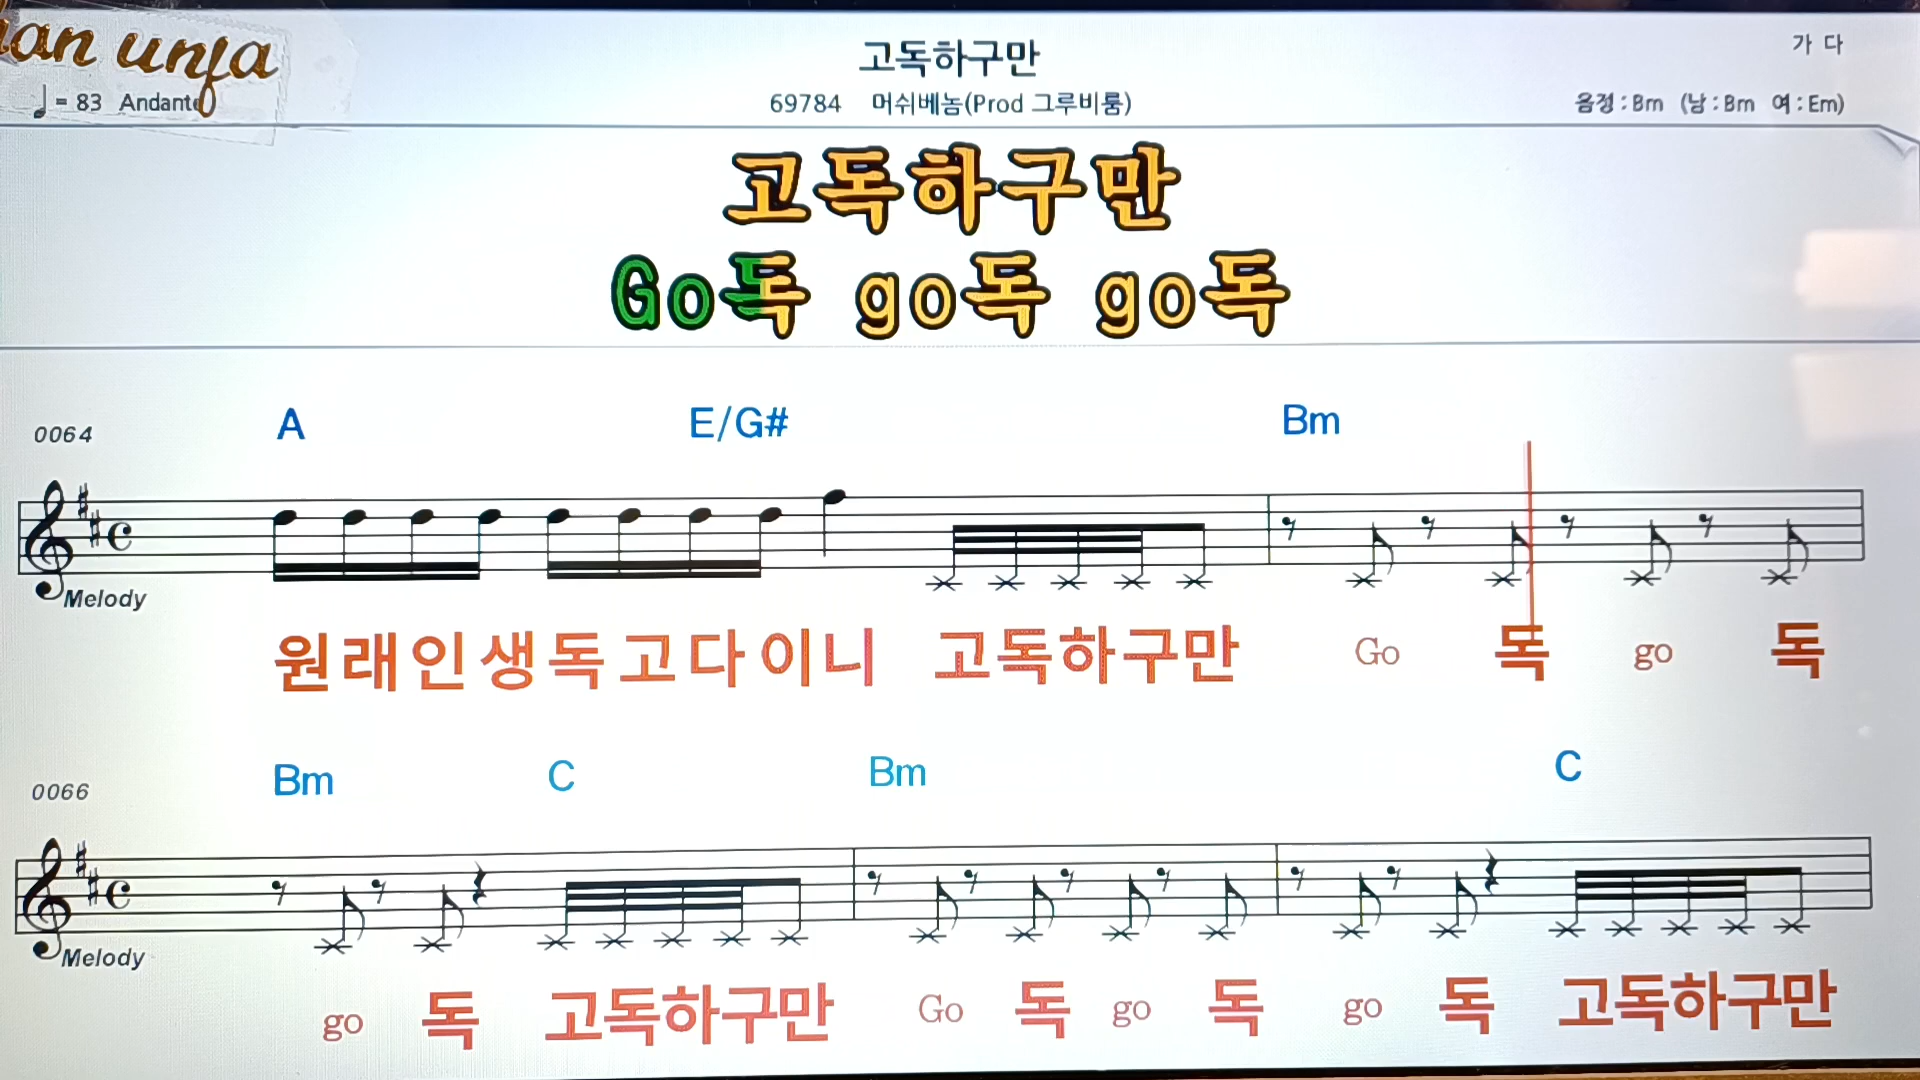 an unja
고독하구만
가 다
= 83 Andante
69784 머쉬베놈(Prod 그루비룸)
음정 : Bm (남 : Bm 여 : Em)
고독하구만
Go독 go독 go독
A E/G# Bm
0064
Melody
원래인생독고다이니 고독하구만 Go 독 go 독
Bm C Bm C
0066
Melody
go 독 고독하구만 Go 독 go 독 go 독 고독하구만